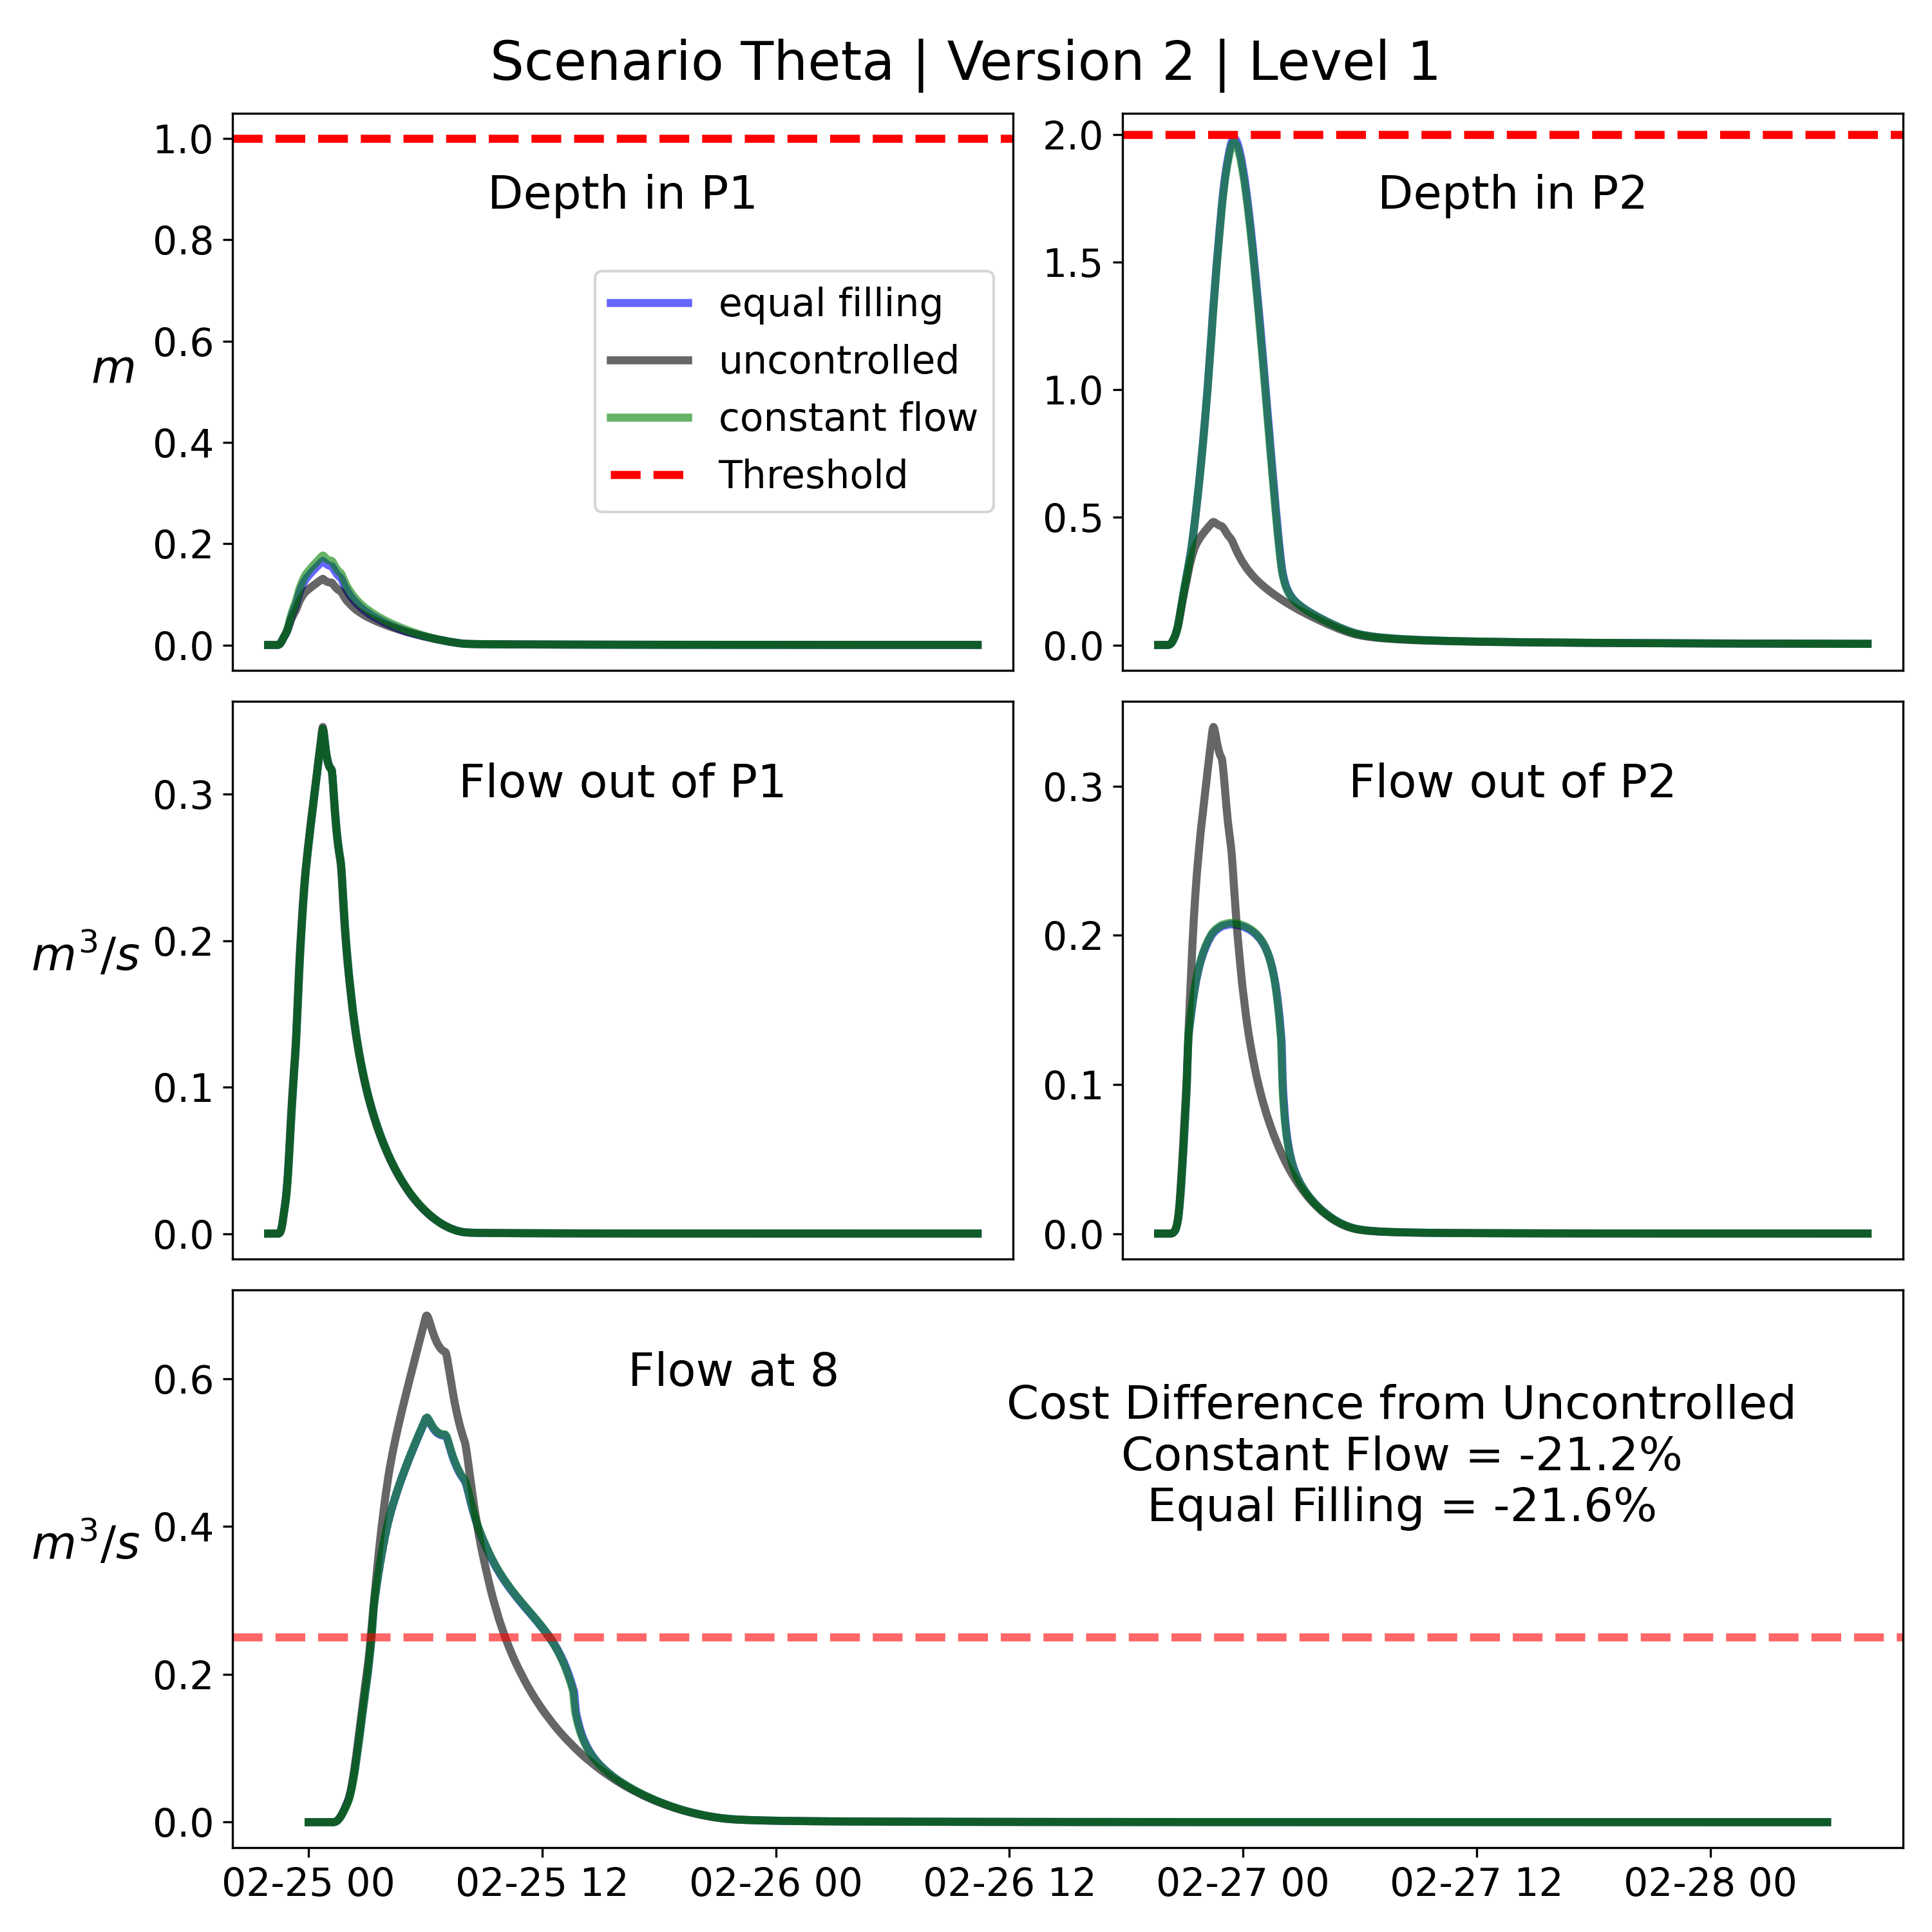 Scenario Theta | Version 2 | Level 1
Depth in P1
m
1.0
0.8
0.6
0.4
0.2
0.0
equal filling
uncontrolled
constant flow
Threshold
Depth in P2
2.0
1.5
1.0
0.5
0.0
Flow out of P1
m³/s
0.3
0.2
0.1
0.0
Flow out of P2
0.3
0.2
0.1
0.0
Flow at 8
m³/s
0.6
0.4
0.2
0.0
Cost Difference from Uncontrolled
Constant Flow = -21.2%
Equal Filling = -21.6%
02-25 00 02-25 12 02-26 00 02-26 12 02-27 00 02-27 12 02-28 00